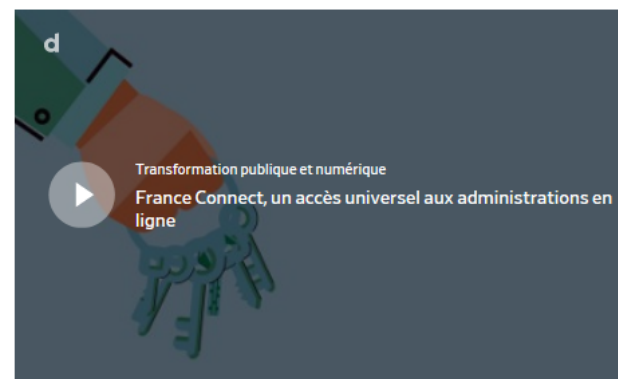 d
Transformation publique et numérique
France Connect, un accès universel aux administrations en
ligne